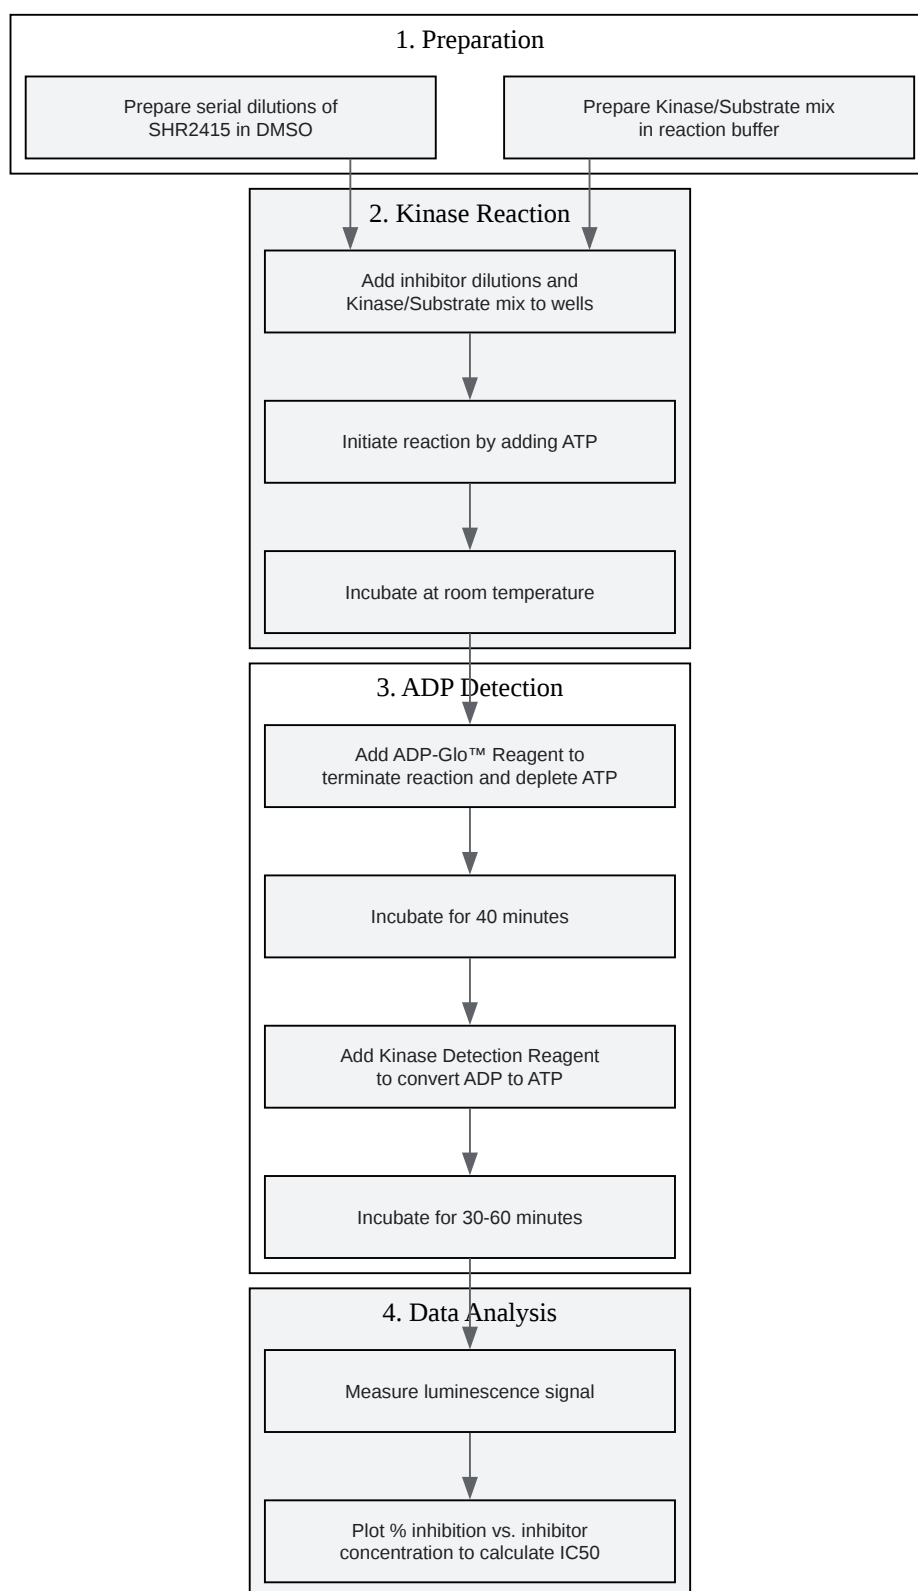 1. Preparation
Prepare serial dilutions of
SHR2415 in DMSO
Prepare Kinase/Substrate mix
in reaction buffer
2. Kinase Reaction
Add inhibitor dilutions and
Kinase/Substrate mix to wells
Initiate reaction by adding ATP
Incubate at room temperature
3. ADP Detection
Add ADP-Glo™ Reagent to
terminate reaction and deplete ATP
Incubate for 40 minutes
Add Kinase Detection Reagent
to convert ADP to ATP
Incubate for 30-60 minutes
4. Data Analysis
Measure luminescence signal
Plot % inhibition vs. inhibitor
concentration to calculate IC50